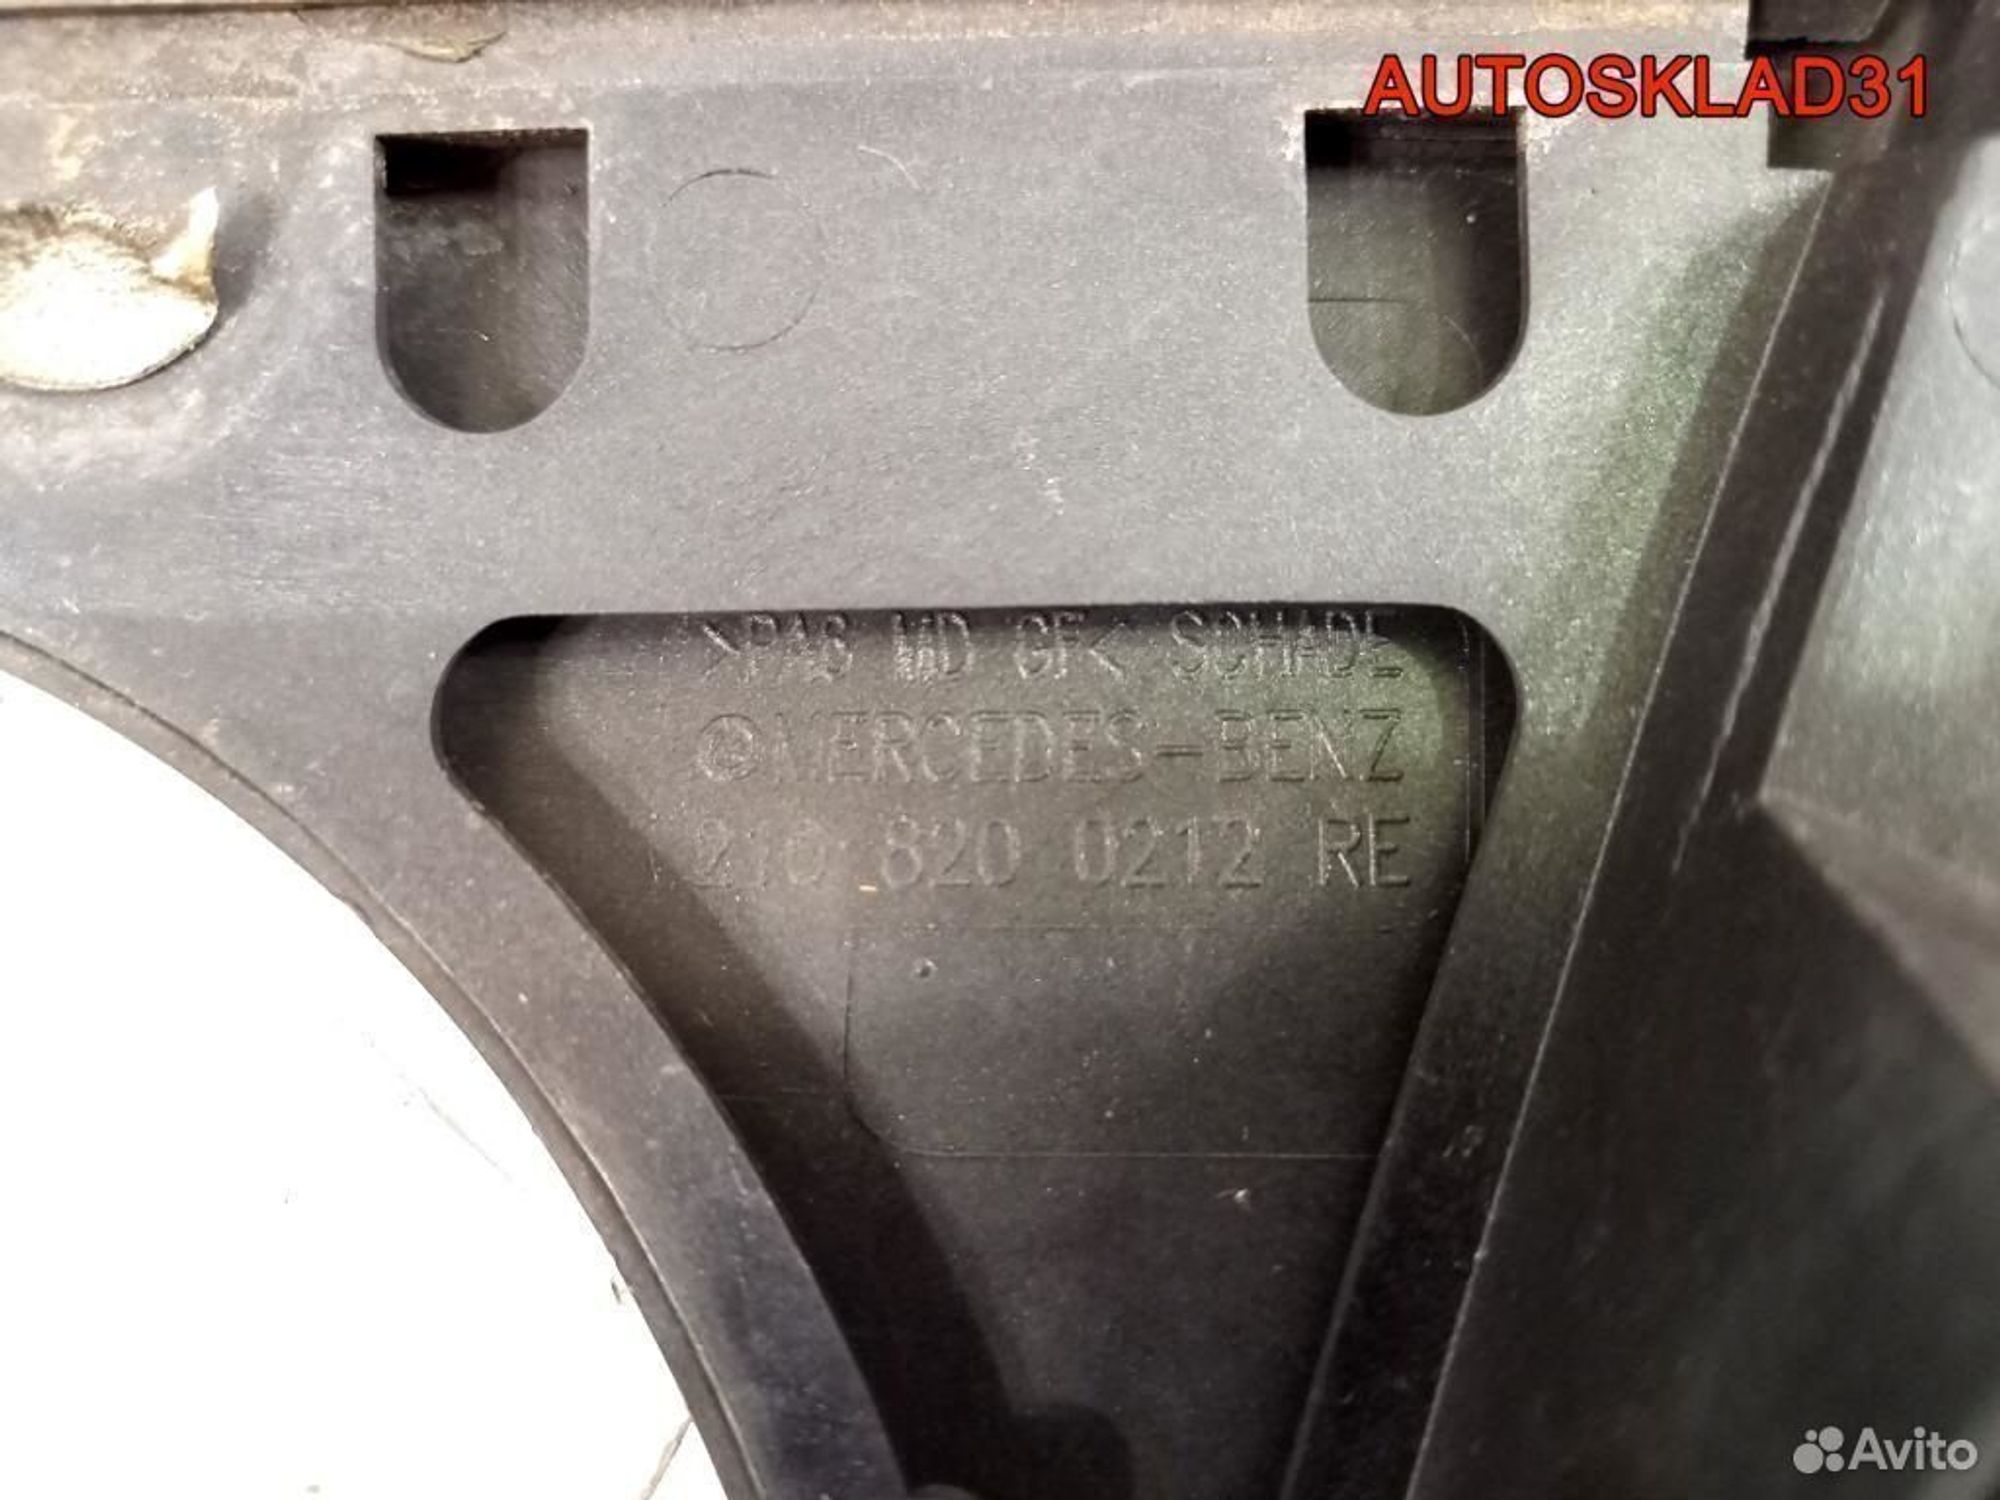 AUTOSKLAD31
>PA6 MD GF< SCHADE
©MERCEDES-BENZ
210 820 0212 RE
Avito